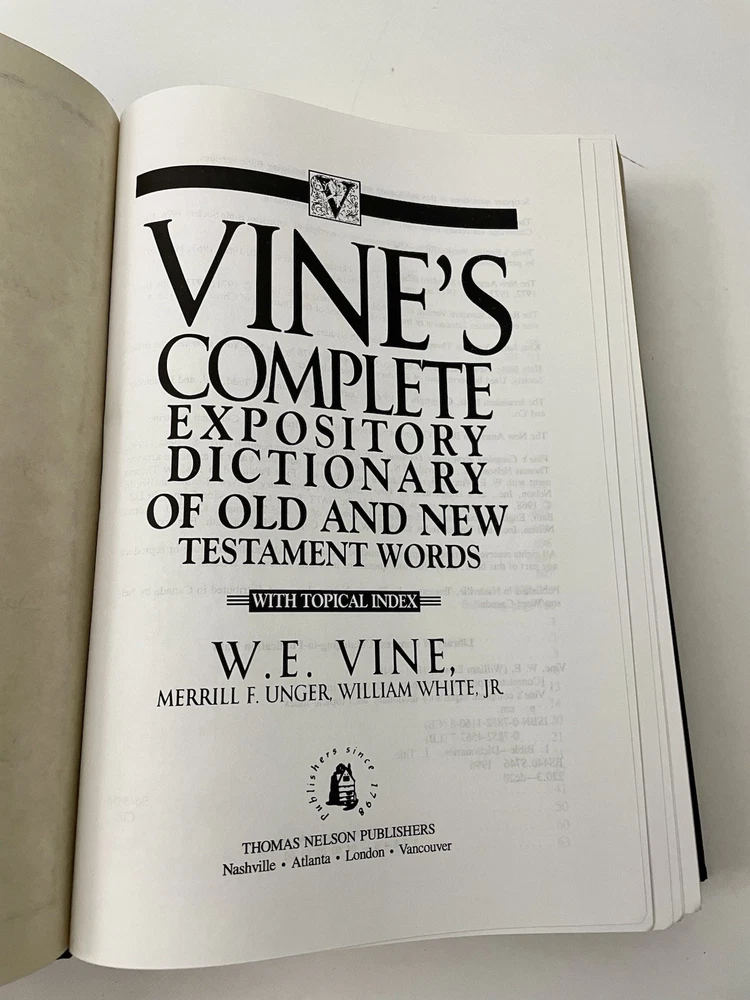 V
VINE'S
COMPLETE
EXPOSITORY
DICTIONARY
OF OLD AND NEW
TESTAMENT WORDS
WITH TOPICAL INDEX
W.E. VINE,
MERRILL F. UNGER, WILLIAM WHITE, JR.
Publishers since 1798
THOMAS NELSON PUBLISHERS
Nashville • Atlanta • London • Vancouver